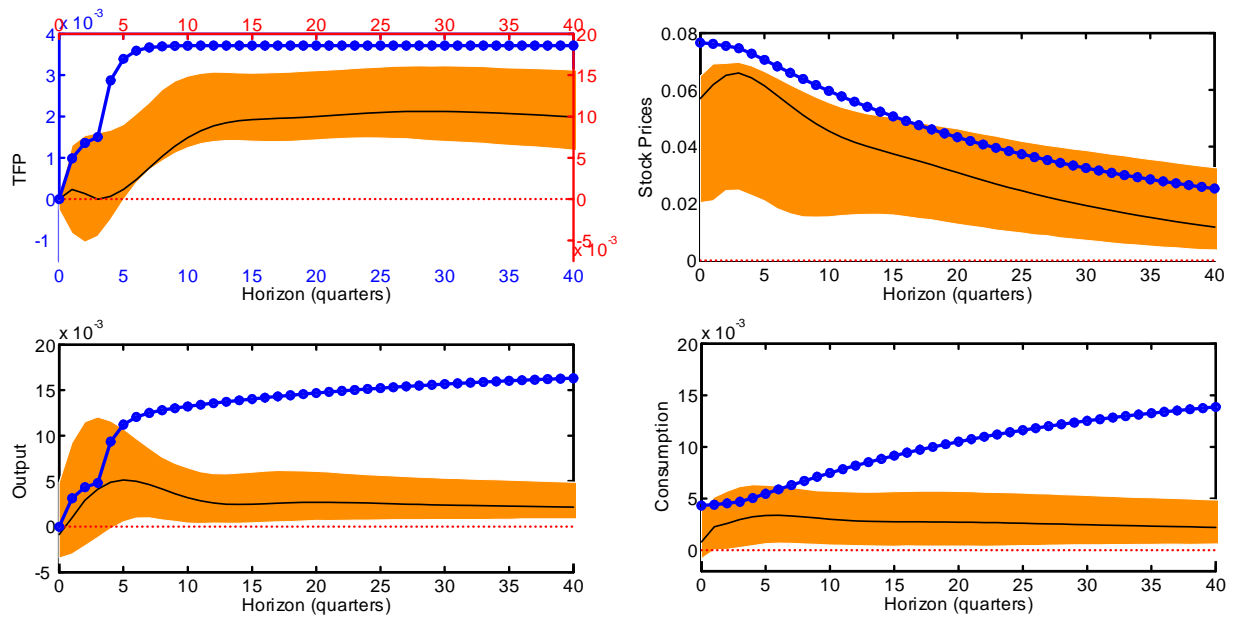 x 10-3
0 5 10 15 20 25 30 35 40
4 3 2 1 0 -1
TFP
20 15 10 5 0 -5
x 10-3
0 5 10 15 20 25 30 35 40
Horizon (quarters)
0.08
0.06
0.04
0.02
0
Stock Prices
0 5 10 15 20 25 30 35 40
Horizon (quarters)
x 10-3
20
15
10
5
0
-5
Output
0 5 10 15 20 25 30 35 40
Horizon (quarters)
x 10-3
20
15
10
5
0
Consumption
0 5 10 15 20 25 30 35 40
Horizon (quarters)